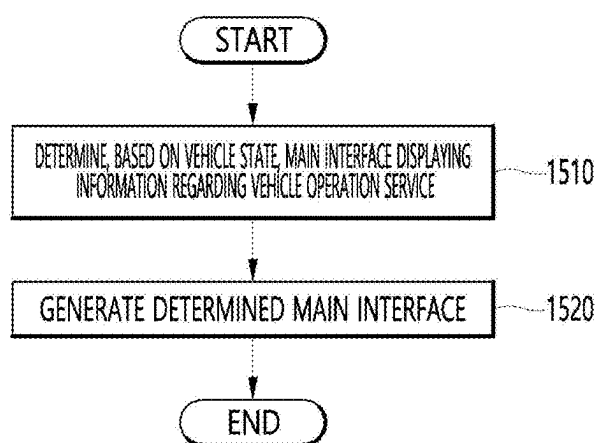 START
DETERMINE, BASED ON VEHICLE STATE, MAIN INTERFACE DISPLAYING
INFORMATION REGARDING VEHICLE OPERATION SERVICE
1510
GENERATE DETERMINED MAIN INTERFACE
1520
END